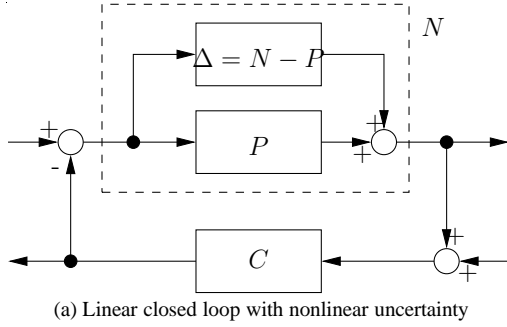 N
Δ = N − P
+
+
+
P
+
-
+
+
C
(a) Linear closed loop with nonlinear uncertainty